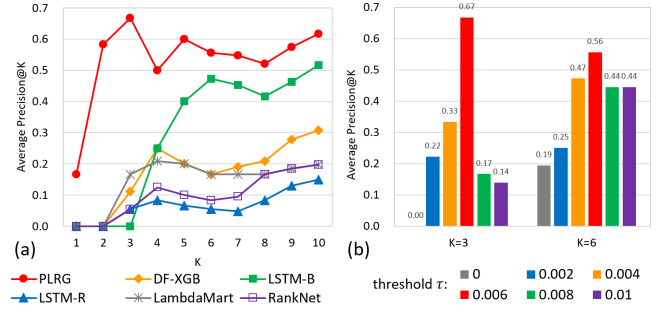 Average Precision@K
0.7
0.6
0.5
0.4
0.3
0.2
0.1
0.0
1 2 3 4 5 6 7 8 9 10
K
(a)
PLRG DF-XGB LSTM-B
LSTM-R LambdaMart RankNet
Average Precision@K
0.7
0.6
0.5
0.4
0.3
0.2
0.1
0.0
0.00 0.22 0.33 0.67 0.17 0.14
0.19 0.25 0.47 0.56 0.44 0.44
K=3 K=6
(b)
threshold τ:
0 0.002 0.004
0.006 0.008 0.01